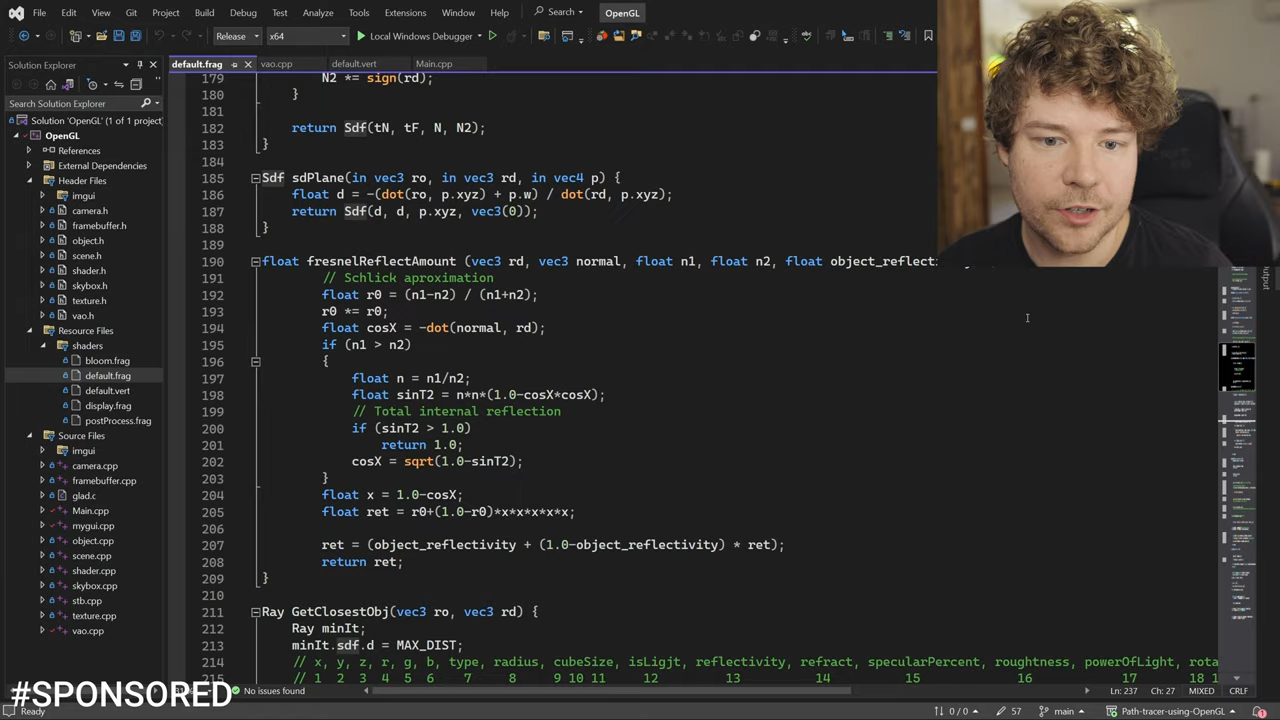 File Edit View Git Project Build Debug Test Analyze Tools Extensions Window Help Search OpenGL
Release x64 Local Windows Debugger
Solution Explorer
default.frag vao.cpp default.vert Main.cpp
Search Solution Explorer
Solution 'OpenGL' (1 of 1 project)
OpenGL
References
External Dependencies
Header Files
imgui
camera.h
framebuffer.h
object.h
scene.h
shader.h
skybox.h
texture.h
vao.h
Resource Files
shaders
bloom.frag
default.frag
default.vert
display.frag
postProcess.frag
Source Files
imgui
camera.cpp
framebuffer.cpp
glad.c
Main.cpp
mygui.cpp
object.cpp
scene.cpp
shader.cpp
skybox.cpp
stb.cpp
texture.cpp
vao.cpp
179 N2 *= sign(rd);
180 }
181
182 return Sdf(tN, tF, N, N2);
183 }
184
185 Sdf sdPlane(in vec3 ro, in vec3 rd, in vec4 p) {
186 float d = -(dot(ro, p.xyz) + p.w) / dot(rd, p.xyz);
187 return Sdf(d, d, p.xyz, vec3(0));
188 }
189
190 float fresnelReflectAmount (vec3 rd, vec3 normal, float n1, float n2, float object_reflecti
191 // Schlick aproximation
192 float r0 = (n1-n2) / (n1+n2);
193 r0 *= r0;
194 float cosX = -dot(normal, rd);
195 if (n1 > n2)
196 {
197 float n = n1/n2;
198 float sinT2 = n*n*(1.0-cosX*cosX);
199 // Total internal reflection
200 if (sinT2 > 1.0)
201 return 1.0;
202 cosX = sqrt(1.0-sinT2);
203 }
204 float x = 1.0-cosX;
205 float ret = r0+(1.0-r0)*x*x*x*x*x;
206
207 ret = (object_reflectivity + (1.0-object_reflectivity) * ret);
208 return ret;
209 }
210
211 Ray GetClosestObj(vec3 ro, vec3 rd) {
212 Ray minIt;
213 minIt.sdf.d = MAX_DIST;
214 // x, y, z, r, g, b, type, radius, cubeSize, isLigjt, reflectivity, refract, specularPercent, roughtness, powerOfLight, rota
215 // 1 2 3 4 5 6 7 8 9 10 11 12 13 14 15 16 17 18 1
Output
#SPONSORED
No issues found Ln: 237 Ch: 27 MIXED CRLF
Ready 0 / 0 57 main Path-tracer-using-OpenGL 1